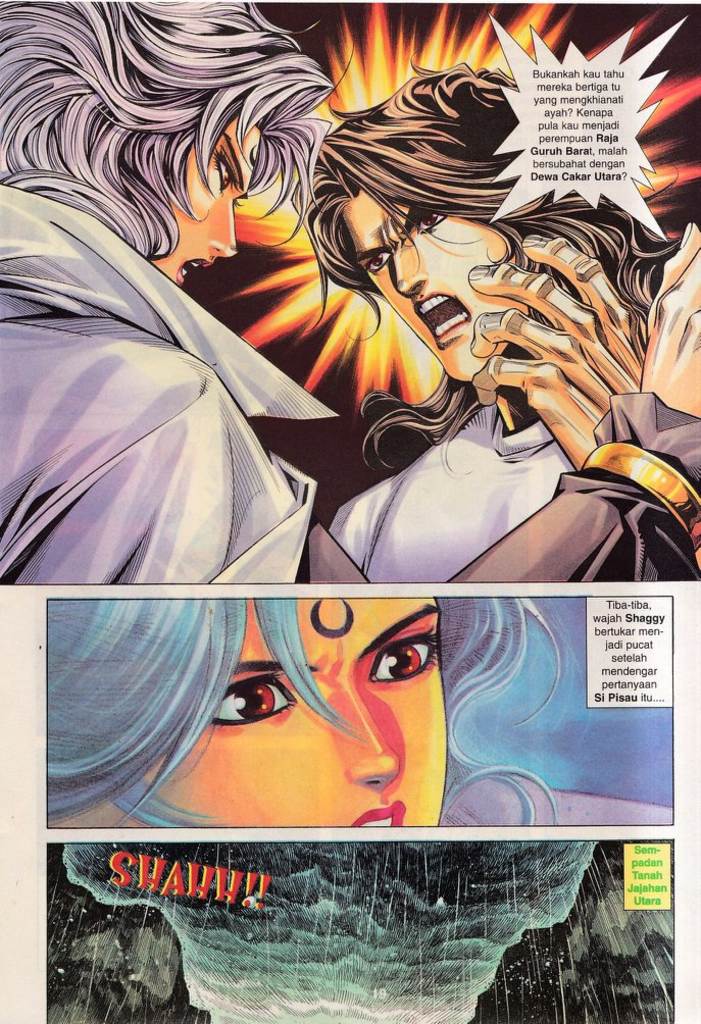 Bukankah kau tahu
mereka bertiga tu
yang mengkhianati
ayah? Kenapa
pula kau menjadi
perempuan Raja
Guruh Barat, malah
bersubahat dengan
Dewa Cakar Utara?
Tiba-tiba,
wajah Shaggy
bertukar men-
jadi pucat
setelah
mendengar
pertanyaan
Si Pisau itu....
SHAHH!!
Sem-
padan
Tanah
Jajahan
Utara
19